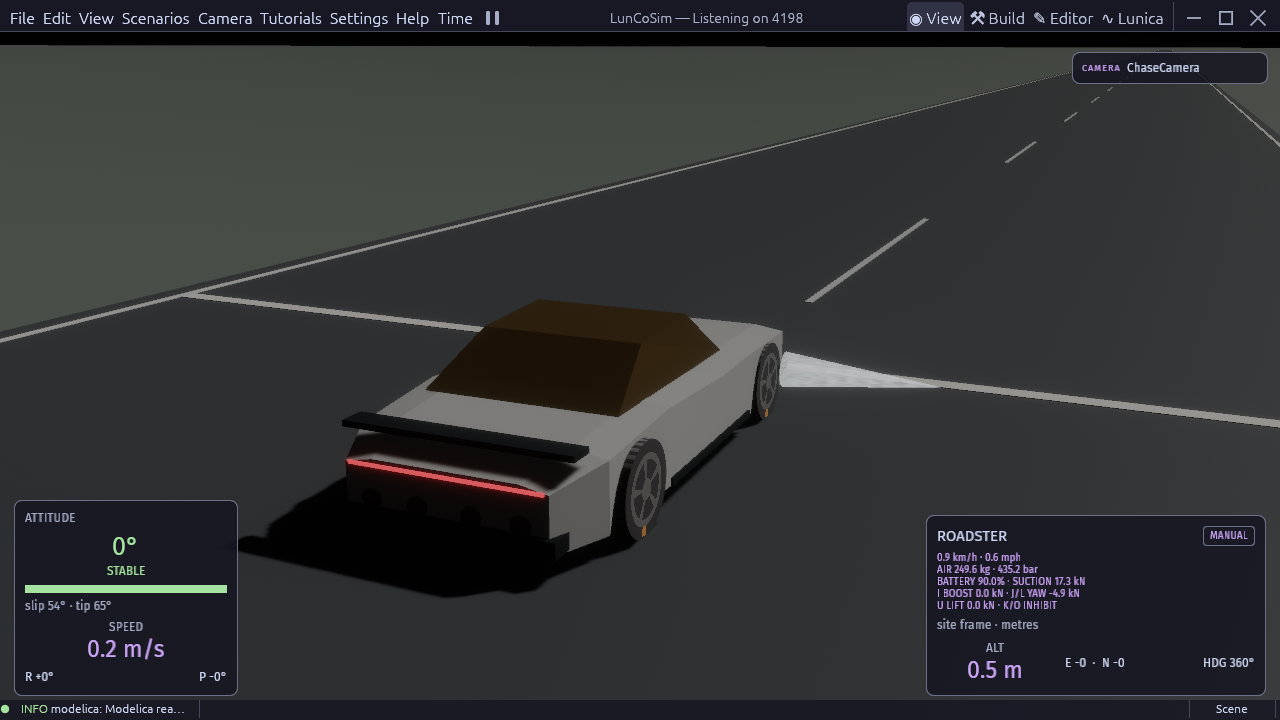 File Edit View Scenarios Camera Tutorials Settings Help Time
LunCoSim — Listening on 4198
View Build Editor Lunica
CAMERA ChaseCamera
ATTITUDE
0°
STABLE
slip 54° · tip 65°
SPEED
0.2 m/s
R +0° P -0°
ROADSTER MANUAL
0.9 km/h · 0.6 mph
AIR 249.6 kg · 435.2 bar
BATTERY 90.0% · SUCTION 17.3 kN
I BOOST 0.0 kN · J/L YAW -4.9 kN
U LIFT 0.0 kN · K/O INHIBIT
site frame · metres
ALT
0.5 m
E -0 · N -0
HDG 360°
INFO modelica: Modelica rea…
Scene